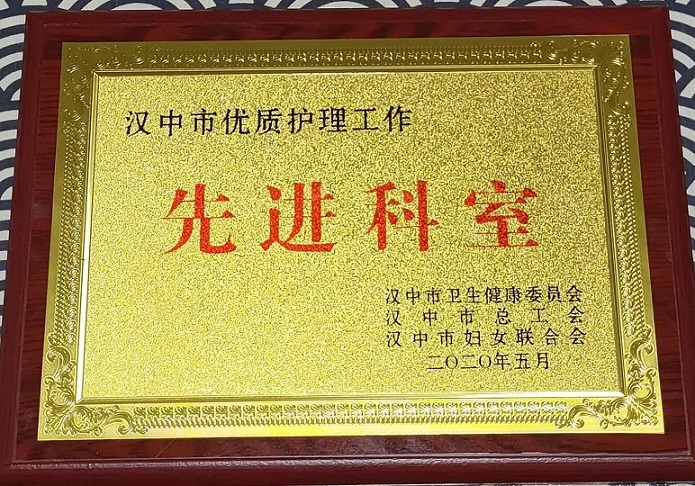 汉中市优质护理工作
先进科室
汉中市卫生健康委员会
汉中市总工会
汉中市妇女联合会
二〇二〇年五月